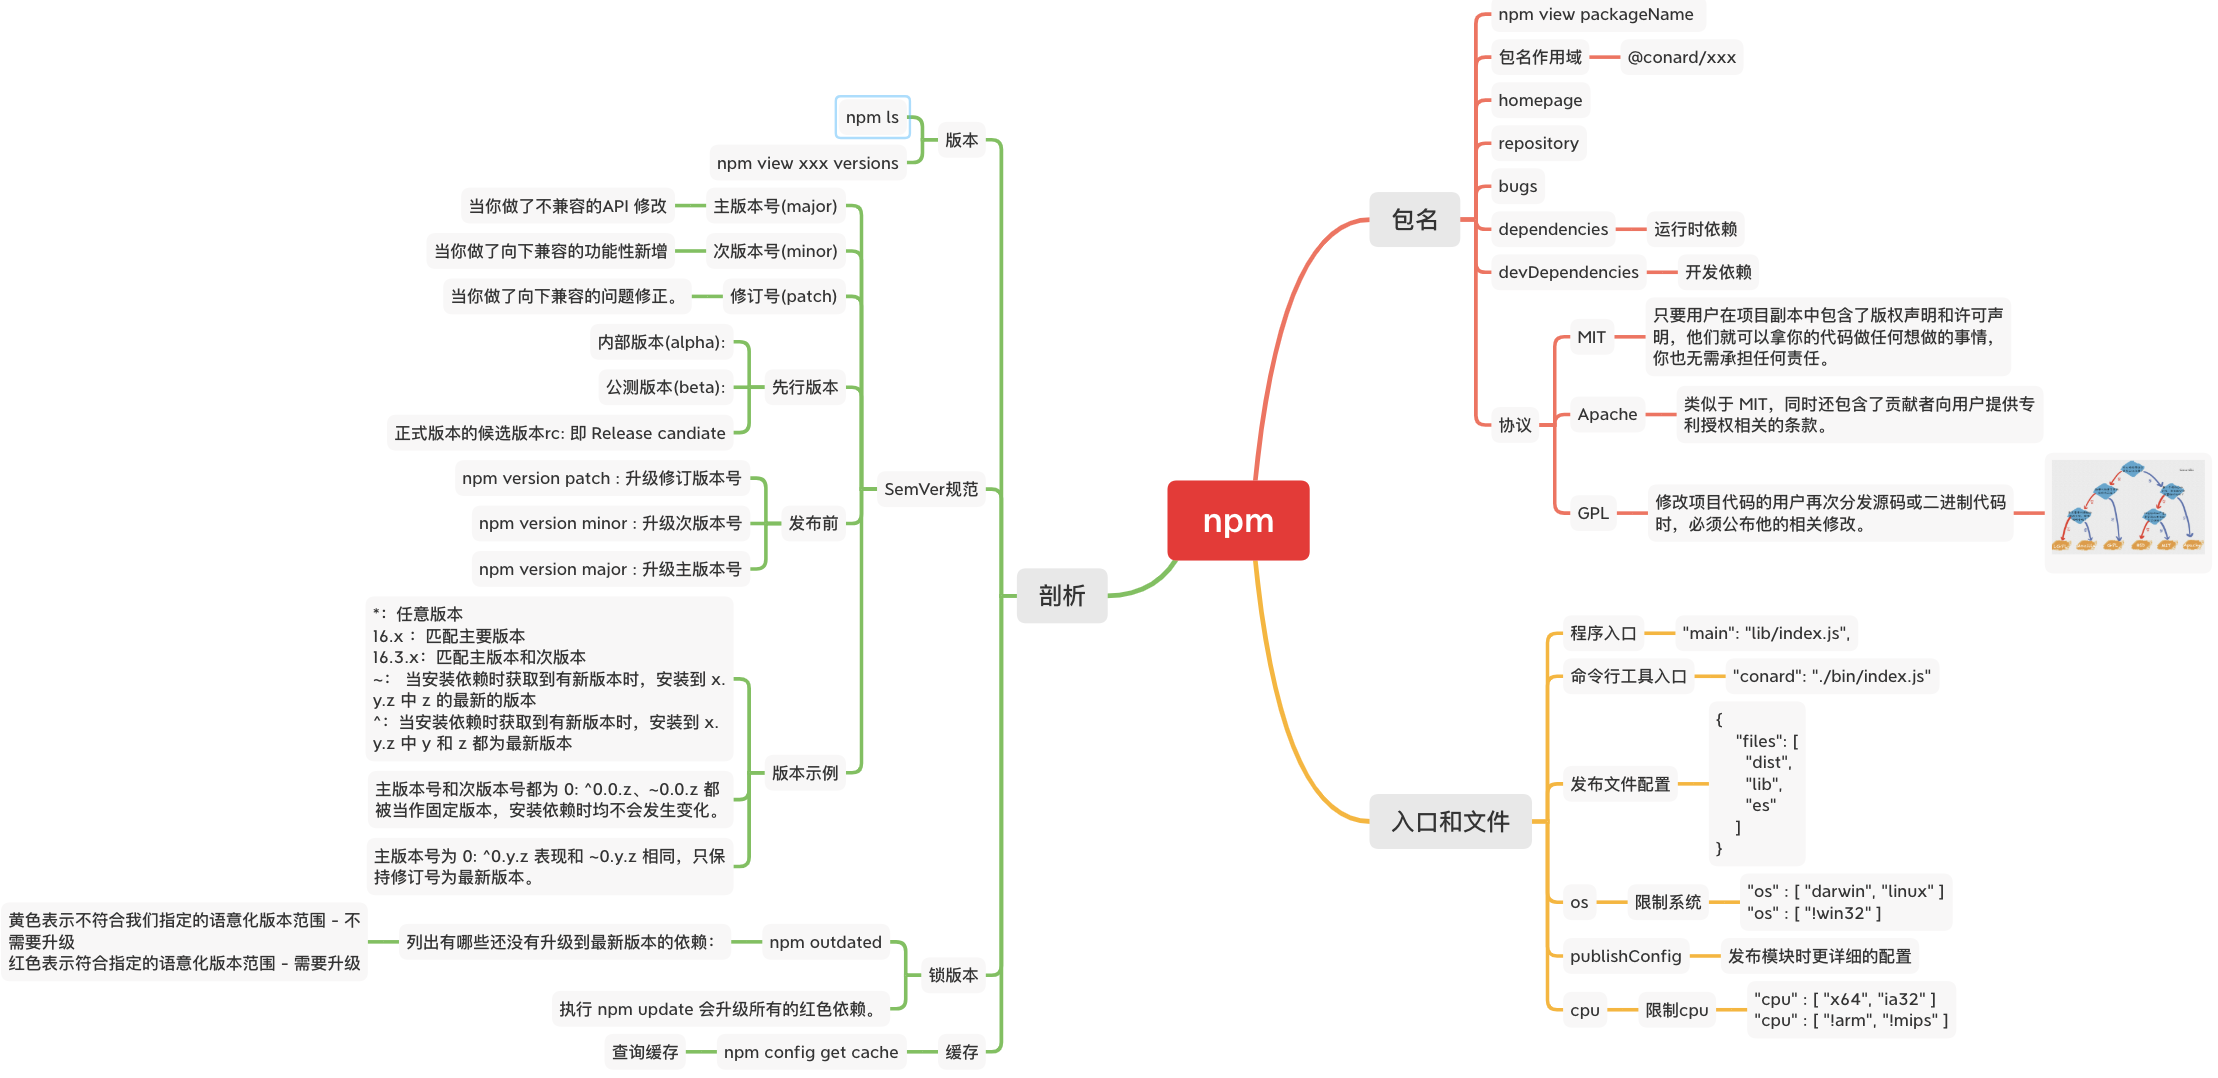 npm
包名
npm view packageName
包名作用域
@conard/xxx
homepage
repository
bugs
dependencies
运行时依赖
devDependencies
开发依赖
协议
MIT
只要用户在项目副本中包含了版权声明和许可声
明，他们就可以拿你的代码做任何想做的事情，
你也无需承担任何责任。
Apache
类似于 MIT，同时还包含了贡献者向用户提供专
利授权相关的条款。
GPL
修改项目代码的用户再次分发源码或二进制代码
时，必须公布他的相关修改。
入口和文件
程序入口
"main": "lib/index.js",
命令行工具入口
"conard": "./bin/index.js"
发布文件配置
{
"files": [
"dist",
"lib",
"es"
]
}
os
限制系统
"os" : [ "darwin", "linux" ]
"os" : [ "!win32" ]
publishConfig
发布模块时更详细的配置
cpu
限制cpu
"cpu" : [ "x64", "ia32" ]
"cpu" : [ "!arm", "!mips" ]
剖析
版本
npm ls
npm view xxx versions
SemVer规范
主版本号(major)
当你做了不兼容的API 修改
次版本号(minor)
当你做了向下兼容的功能性新增
修订号(patch)
当你做了向下兼容的问题修正。
先行版本
内部版本(alpha):
公测版本(beta):
正式版本的候选版本rc: 即 Release candiate
发布前
npm version patch : 升级修订版本号
npm version minor : 升级次版本号
npm version major : 升级主版本号
版本示例
*： 任意版本
16.x ： 匹配主要版本
16.3.x： 匹配主版本和次版本
~： 当安装依赖时获取到有新版本时，安装到 x.
y.z 中 z 的最新的版本
^： 当安装依赖时获取到有新版本时，安装到 x.
y.z 中 y 和 z 都为最新版本
主版本号和次版本号都为 0: ^0.0.z、~0.0.z 都
被当作固定版本，安装依赖时均不会发生变化。
主版本号为 0: ^0.y.z 表现和 ~0.y.z 相同，只保
持修订号为最新版本。
锁版本
npm outdated
列出有哪些还没有升级到最新版本的依赖：
黄色表示不符合我们指定的语意化版本范围 - 不
需要升级
红色表示符合指定的语意化版本范围 - 需要升级
执行 npm update 会升级所有的红色依赖。
缓存
npm config get cache
查询缓存